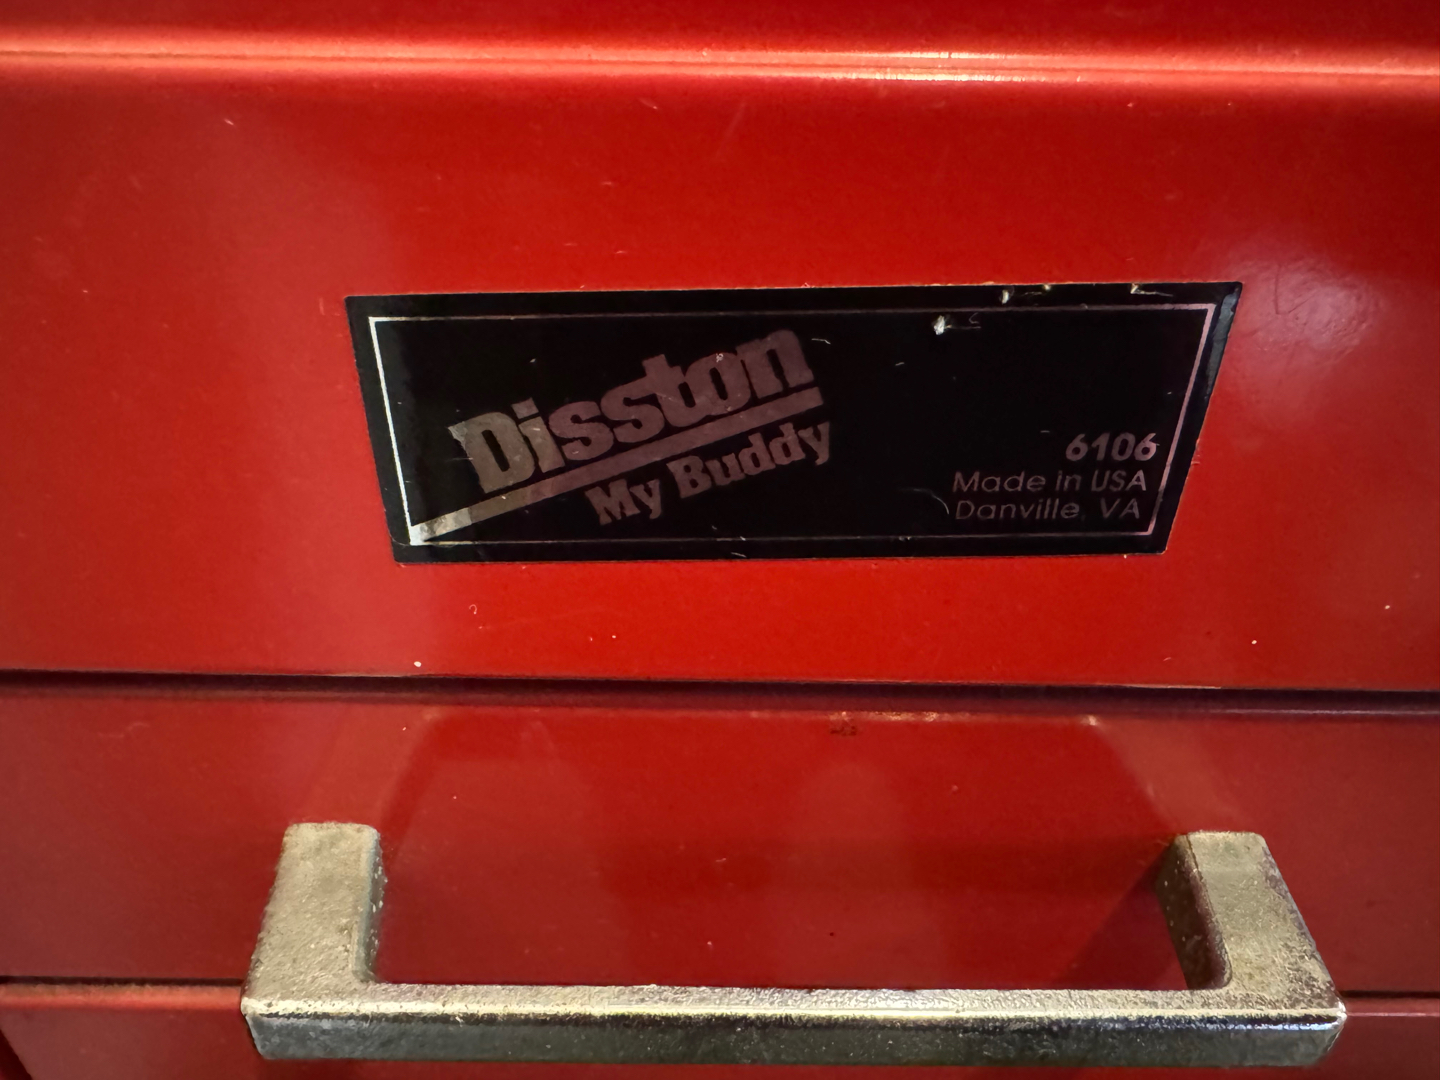 Disston
My Buddy
6106
Made in USA
Danville, VA